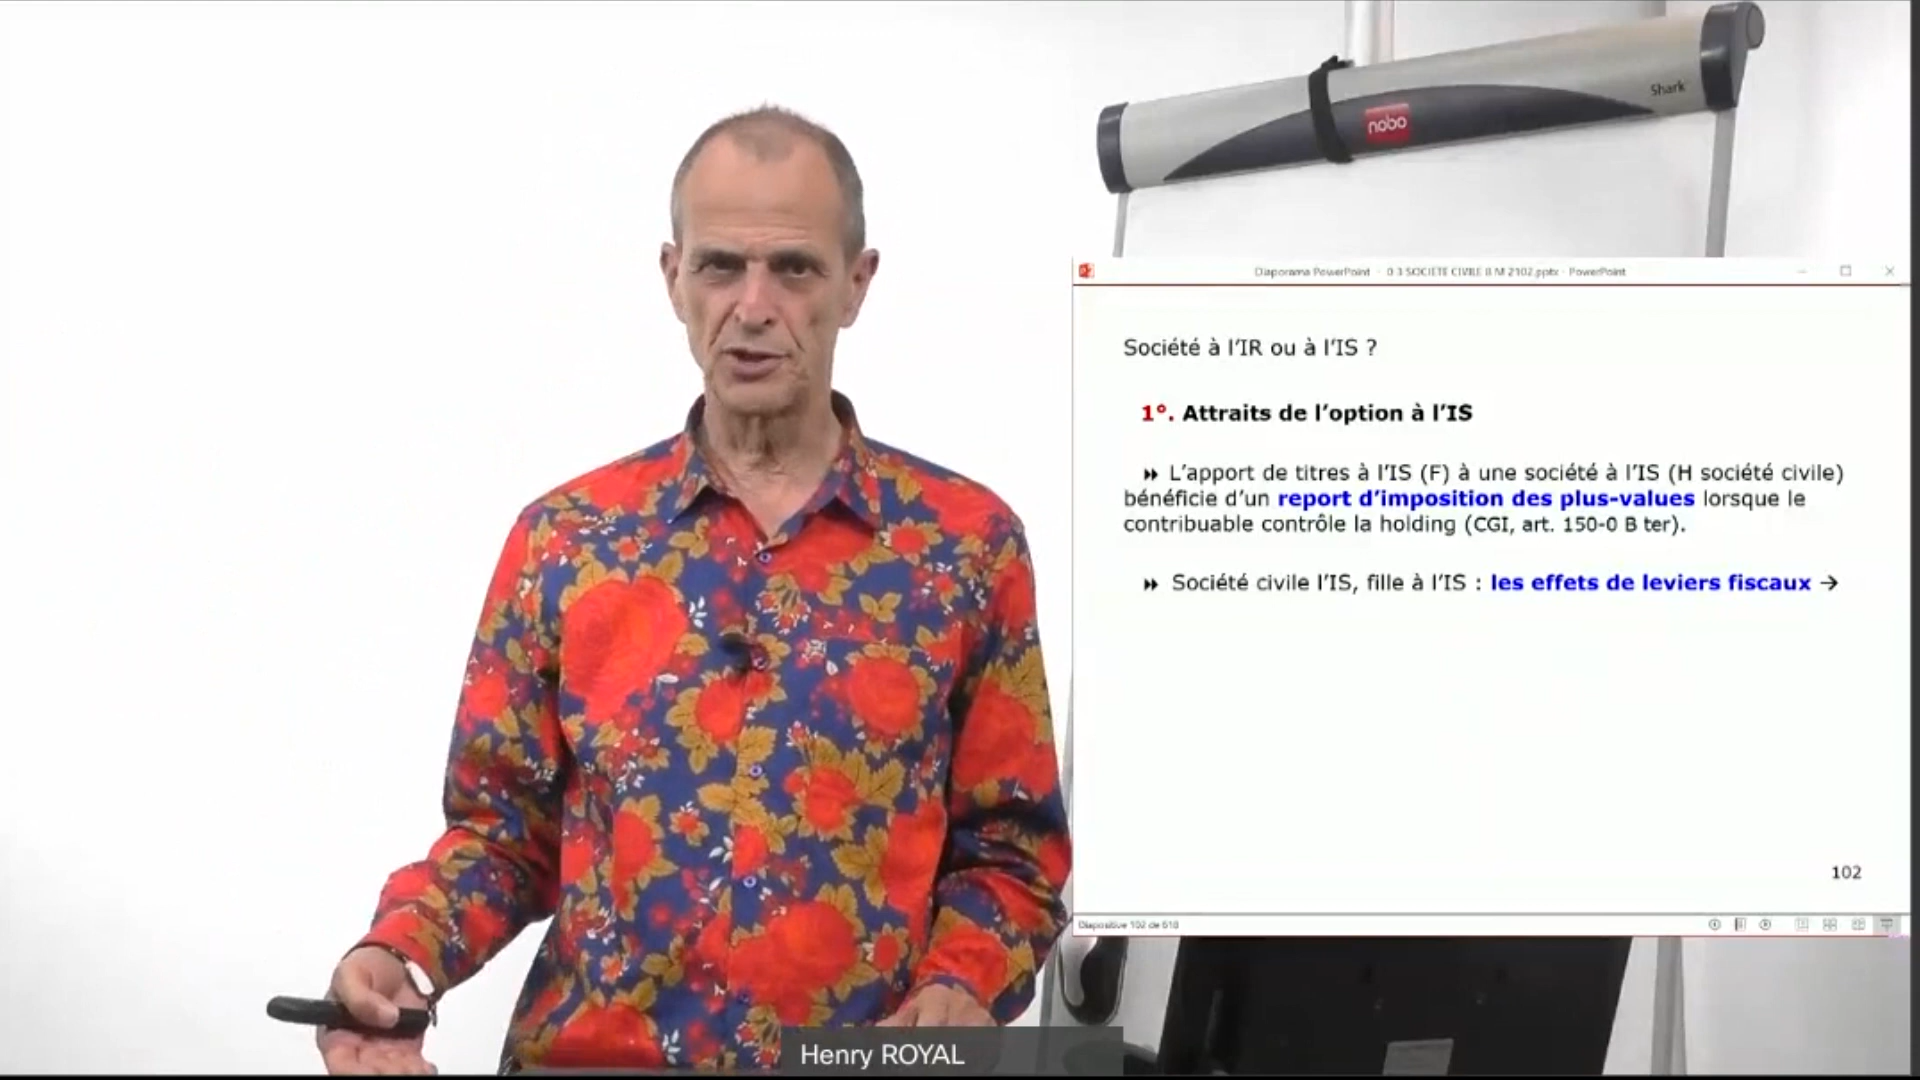 Shark
nobo
Diaporama PowerPoint - 0 3 SOCIETE CIVILE B M 2102.pptx - PowerPoint
Société à l'IR ou à l'IS ?
1°. Attraits de l'option à l'IS
L'apport de titres à l'IS (F) à une société à l'IS (H société civile)
bénéficie d'un report d'imposition des plus-values lorsque le
contribuable contrôle la holding (CGI, art. 150-0 B ter).
Société civile l'IS, fille à l'IS : les effets de leviers fiscaux →
102
Diapositive 102 de 510
Henry ROYAL